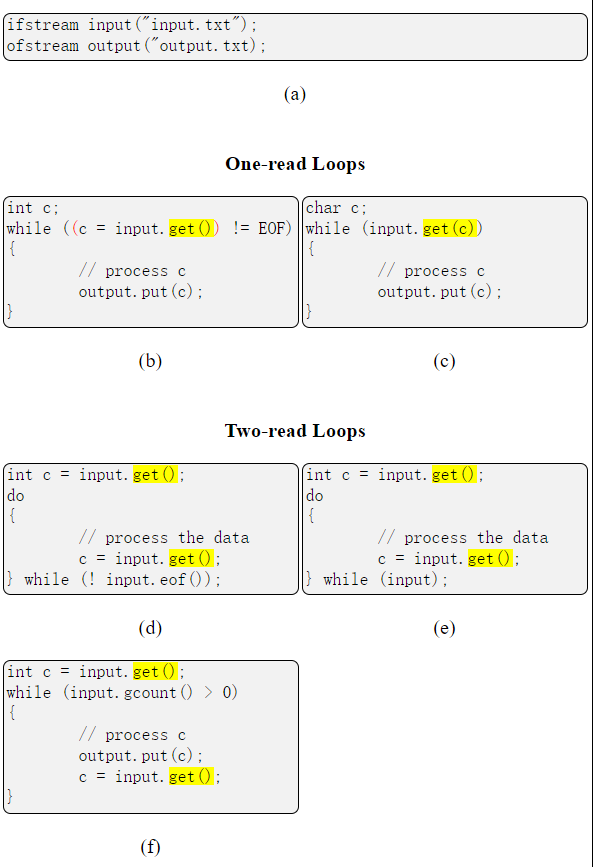 ifstream input("input.txt");
ofstream output("output.txt);
(a)
One-read Loops
int c;
while ((c = input.get()) != EOF)
{
        // process c
        output.put(c);
}
(b)
char c;
while (input.get(c))
{
        // process c
        output.put(c);
}
(c)
Two-read Loops
int c = input.get();
do
{
        // process the data
        c = input.get();
} while (! input.eof());
(d)
int c = input.get();
do
{
        // process the data
        c = input.get();
} while (input);
(e)
int c = input.get();
while (input.gcount() > 0)
{
        // process c
        output.put(c);
        c = input.get();
}
(f)